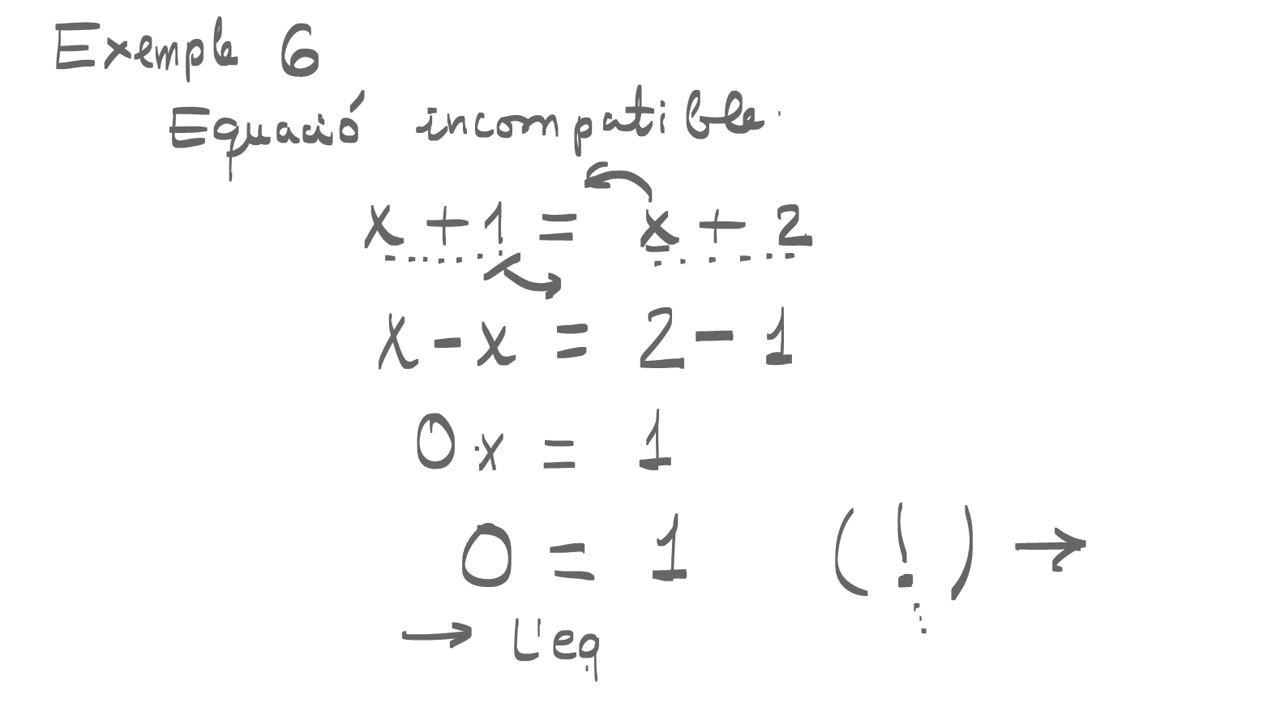 Exemple 6
Equació incompatible.
x + 1 = x + 2
x - x = 2 - 1
0·x = 1
0 = 1 (!) →
→ L'eq